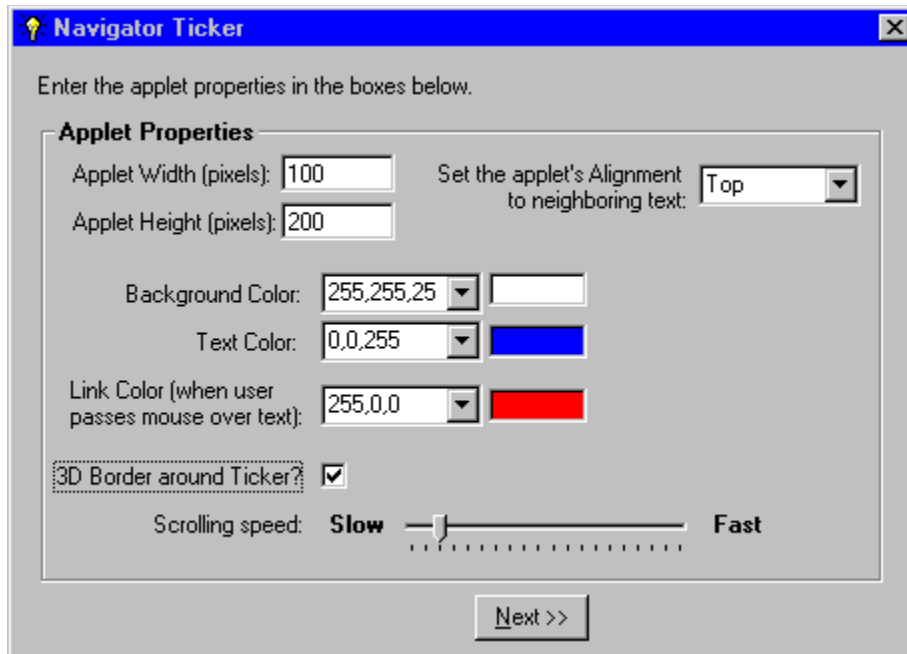 Navigator Ticker
Enter the applet properties in the boxes below.
Applet Properties
Applet Width (pixels): 100
Set the applet's Alignment
to neighboring text: Top
Applet Height (pixels): 200
Background Color: 255,255,25
Text Color: 0,0,255
Link Color (when user
passes mouse over text): 255,0,0
3D Border around Ticker?
Scrolling speed: Slow Fast
Next >>